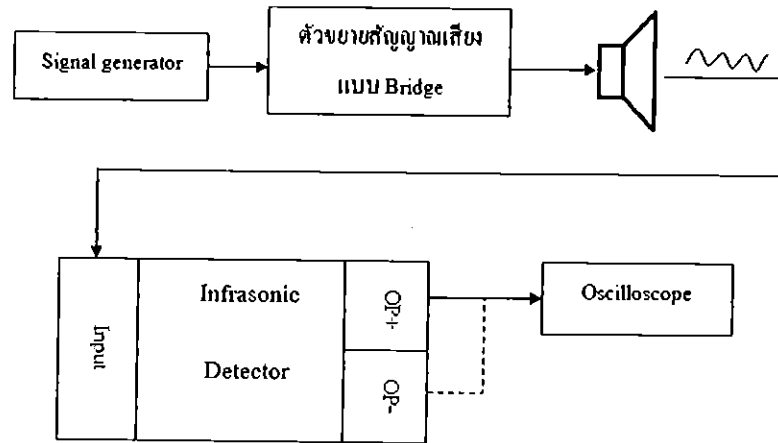 Signal generator
ตัวขยายสัญญาณเสียง
แบบ Bridge
Input
Infrasonic
Detector
OP+
OP-
Oscilloscope